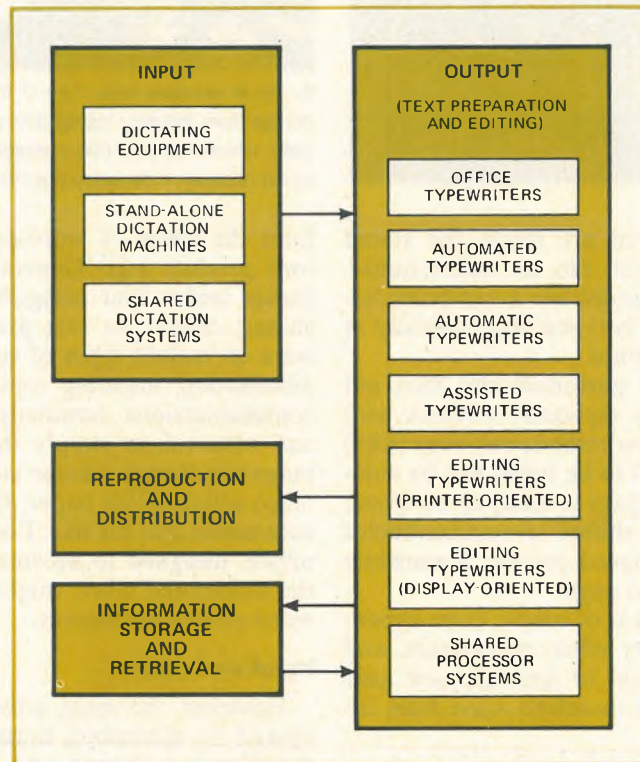 INPUT
DICTATING
EQUIPMENT
STAND-ALONE
DICTATION
MACHINES
SHARED
DICTATION
SYSTEMS
REPRODUCTION
AND
DISTRIBUTION
INFORMATION
STORAGE
AND
RETRIEVAL
OUTPUT
(TEXT PREPARATION
AND EDITING)
OFFICE
TYPEWRITERS
AUTOMATED
TYPEWRITERS
AUTOMATIC
TYPEWRITERS
ASSISTED
TYPEWRITERS
EDITING
TYPEWRITERS
(PRINTER-ORIENTED)
EDITING
TYPEWRITERS
(DISPLAY-ORIENTED)
SHARED
PROCESSOR
SYSTEMS